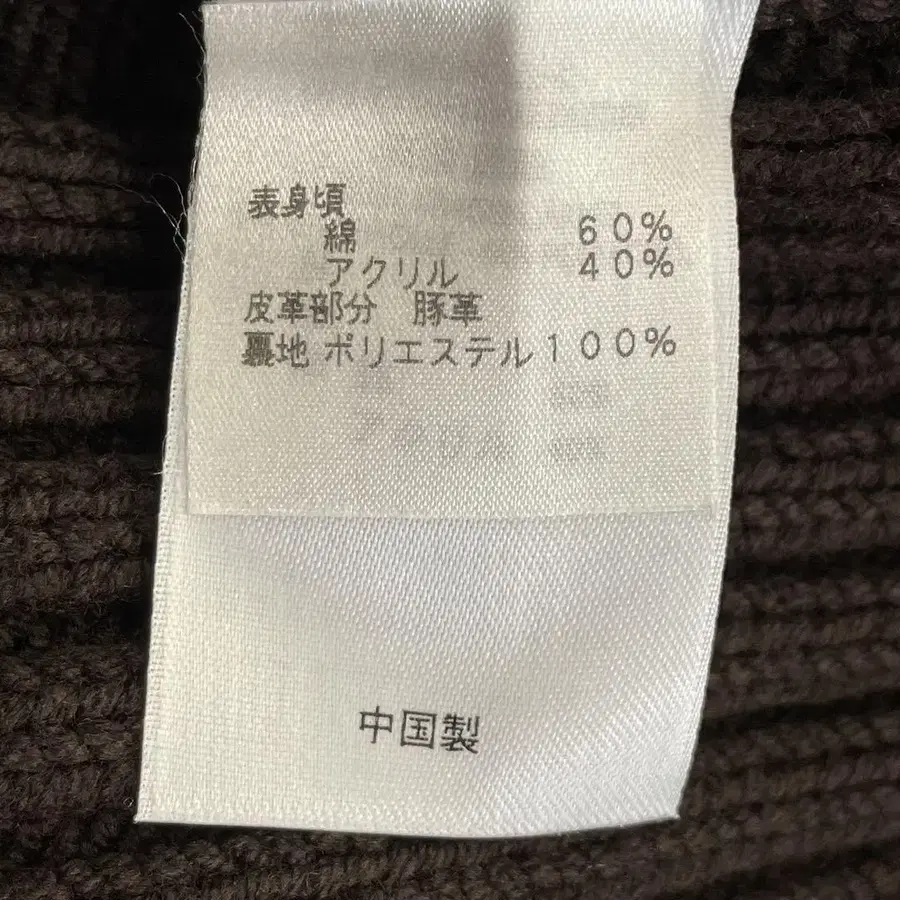 表身頃
綿 60%
アクリル 40%
皮革部分 豚革
裏地 ポリエステル100%
中国製